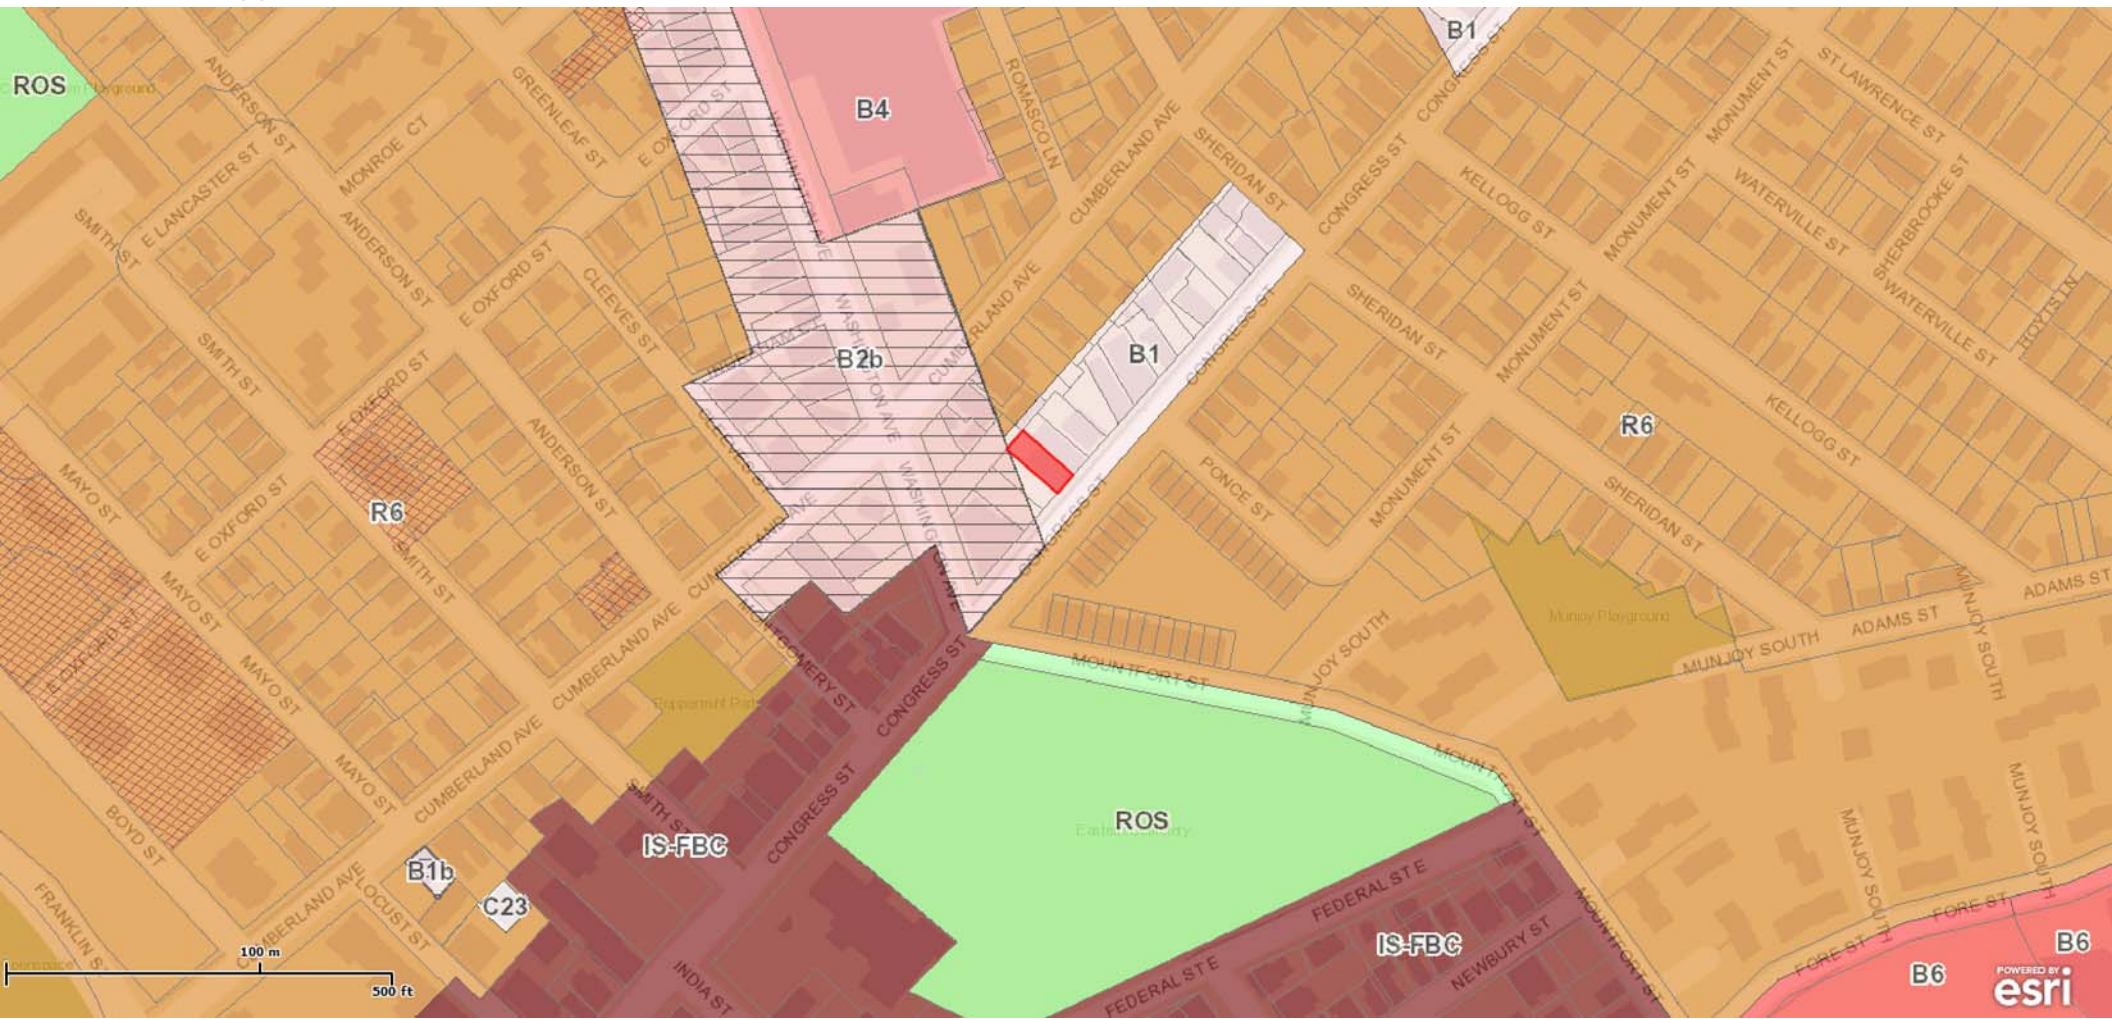 B1
ROS
ANDERSON ST
GREENLEAF ST
E OXFORD ST
ROMASCO LN
MONUMENT ST
ST LAWRENCE ST
CONGRESS ST
B4
MONROE CT
CUMBERLAND AVE
SHERIDAN ST
E LANCASTER ST
SMITH ST
ANDERSON ST
KELLOGG ST
CONGRESS ST
MONUMENT ST
WATERVILLE ST
SHERBROOKE ST
E OXFORD ST
CLEEVES ST
WATERVILLE ST
HOYTS LN
SMITH ST
B2b
WASHINGTON AVE
B1
CONGRESS ST
SHERIDAN ST
MONUMENT ST
E OXFORD ST
R6
KELLOGG ST
MAYO ST
ANDERSON ST
R6
E OXFORD ST
PONCE ST
MONUMENT ST
SHERIDAN ST
SMITH ST
MAYO ST
E OXFORD ST
CUMBERLAND AVE
MONTGOMERY ST
CONGRESS ST
MOUNTFORT ST
MUNJOY SOUTH
Munjoy Playground
MUNJOY SOUTH
ADAMS ST
ADAMS ST
MUNJOY SOUTH
MAYO ST
Peppermint Park
CUMBERLAND AVE
MOUNTFORT ST
MAYO ST
SMITH ST
CONGRESS ST
IS-FBC
ROS
MUNJOY SOUTH
MUNJOY SOUTH
BOYD ST
B1b
C23
CUMBERLAND AVE
LOCUST ST
FEDERAL ST E
MOUNTFORT ST
FORE ST
FRANKLIN ST
IS-FBC
NEWBURY ST
FORE ST
B6
B6
INDIA ST
FEDERAL ST E
100 m
500 ft
POWERED BY
esri